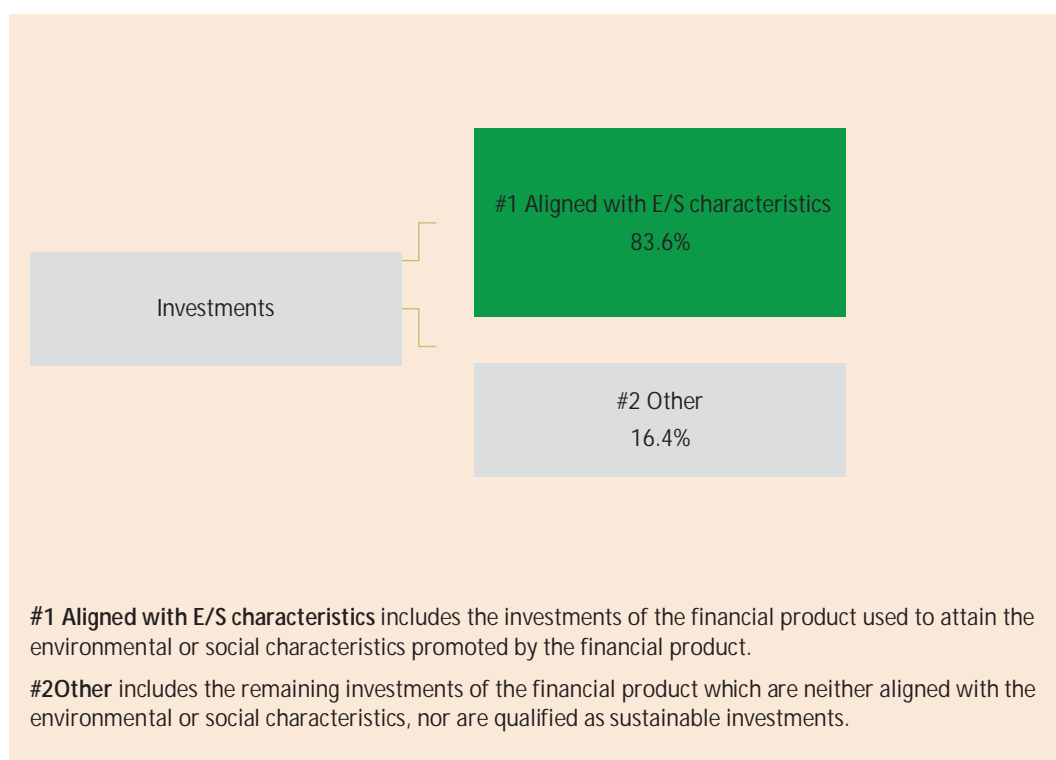 #1 Aligned with E/S characteristics
83.6%
Investments
#2 Other
16.4%
#1 Aligned with E/S characteristics includes the investments of the financial product used to attain the
environmental or social characteristics promoted by the financial product.
#2Other includes the remaining investments of the financial product which are neither aligned with the
environmental or social characteristics, nor are qualified as sustainable investments.